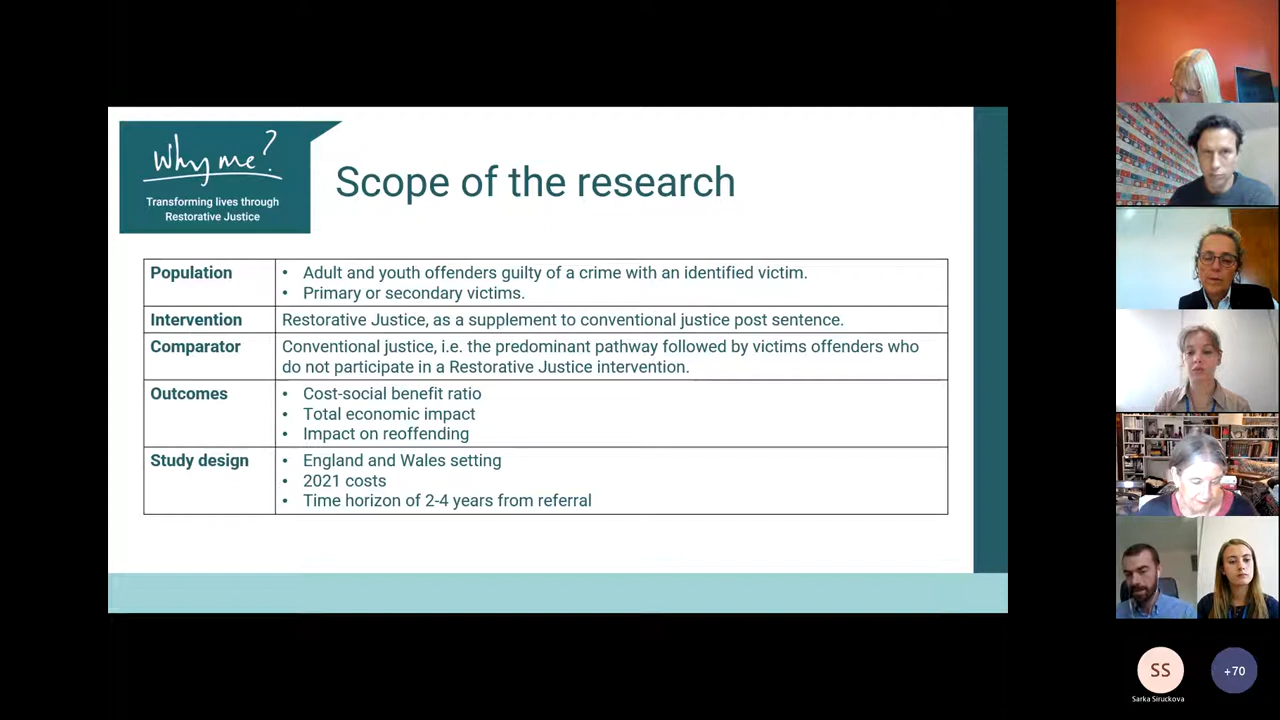 Why me?
Transforming lives through
Restorative Justice
Scope of the research
Population
• Adult and youth offenders guilty of a crime with an identified victim.
• Primary or secondary victims.
Intervention
Restorative Justice, as a supplement to conventional justice post sentence.
Comparator
Conventional justice, i.e. the predominant pathway followed by victims offenders who
do not participate in a Restorative Justice intervention.
Outcomes
• Cost-social benefit ratio
• Total economic impact
• Impact on reoffending
Study design
• England and Wales setting
• 2021 costs
• Time horizon of 2-4 years from referral
SS
Sarka Siruckova
+70